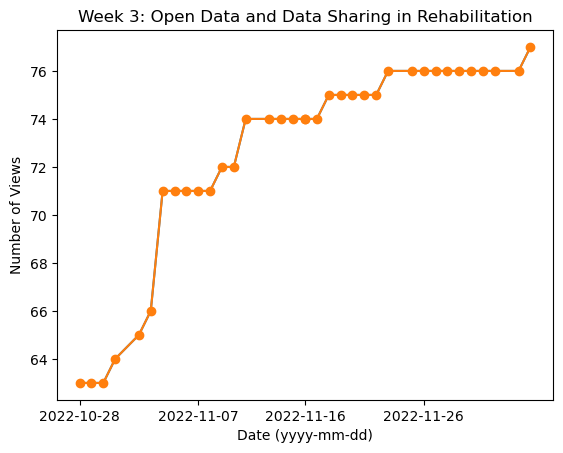 Week 3: Open Data and Data Sharing in Rehabilitation
Number of Views
76
74
72
70
68
66
64
2022-10-28 2022-11-07 2022-11-16 2022-11-26
Date (yyyy-mm-dd)